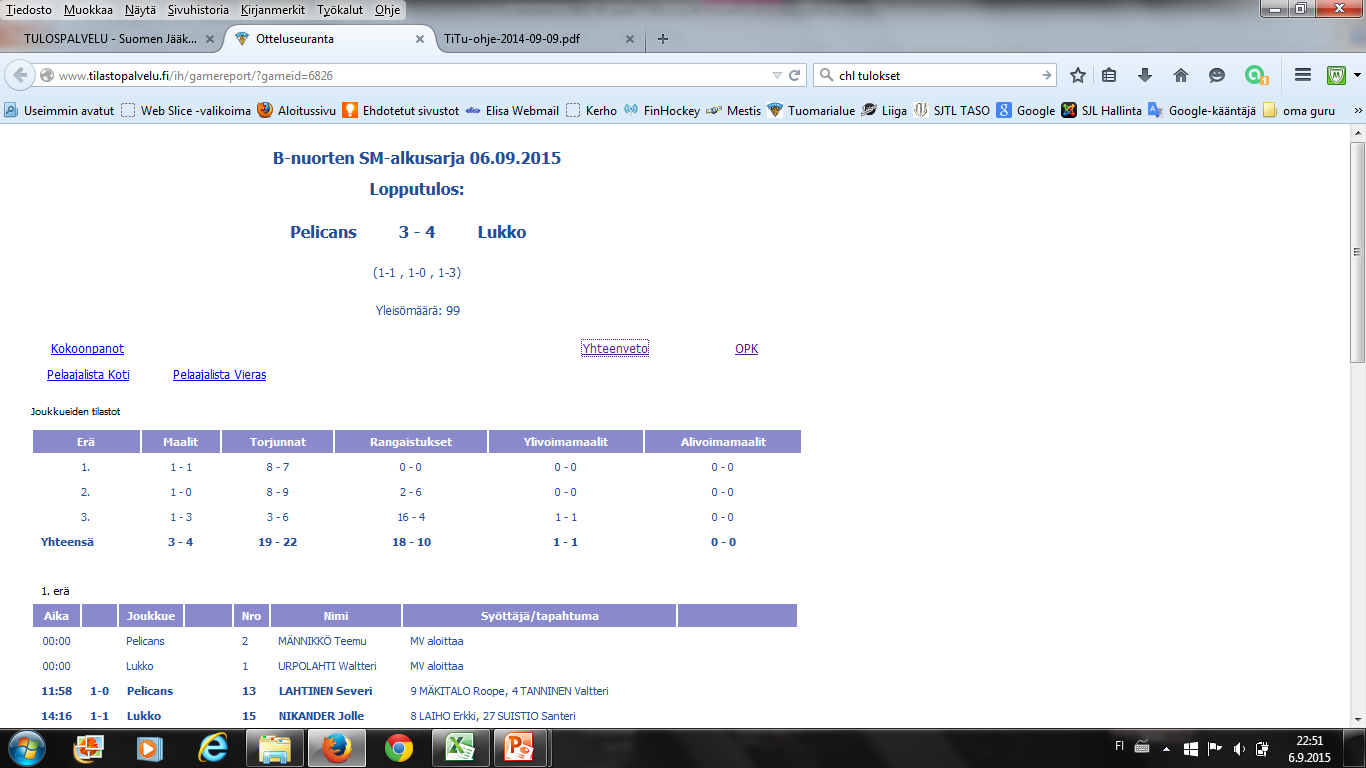 Tiedosto Muokkaa Näytä Sivuhistoria Kirjanmerkit Työkalut Ohje
TULOSPALVELU - Suomen Jääk... Otteluseuranta TiTu-ohje-2014-09-09.pdf
www.tilastopalvelu.fi/ih/gamereport/?gameid=6826 chl tulokset
Useimmin avatut Web Slice -valikoima Aloitussivu Ehdotetut sivustot Elisa Webmail Kerho FinHockey Mestis Tuomarialue Liiga SJTL TASO Google SJL Hallinta Google-kääntäjä oma guru
B-nuorten SM-alkusarja 06.09.2015
Lopputulos:
Pelicans 3 - 4 Lukko
(1-1 , 1-0 , 1-3)
Yleisömäärä: 99
Kokoonpanot Yhteenveto OPK
Pelaajalista Koti Pelaajalista Vieras
Joukkueiden tilastot
Erä Maalit Torjunnat Rangaistukset Ylivoimamaalit Alivoimamaalit
1. 1 - 1 8 - 7 0 - 0 0 - 0 0 - 0
2. 1 - 0 8 - 9 2 - 6 0 - 0 0 - 0
3. 1 - 3 3 - 6 16 - 4 1 - 1 0 - 0
Yhteensä 3 - 4 19 - 22 18 - 10 1 - 1 0 - 0
1. erä
Aika Joukkue Nro Nimi Syöttäjä/tapahtuma
00:00 Pelicans 2 MÄNNIKKÖ Teemu MV aloittaa
00:00 Lukko 1 URPOLAHTI Waltteri MV aloittaa
11:58 1-0 Pelicans 13 LAHTINEN Severi 9 MÄKITALO Roope, 4 TANNINEN Valtteri
14:16 1-1 Lukko 15 NIKANDER Jolle 8 LAIHO Erkki, 27 SUISTIO Santeri
FI 22:51
6.9.2015